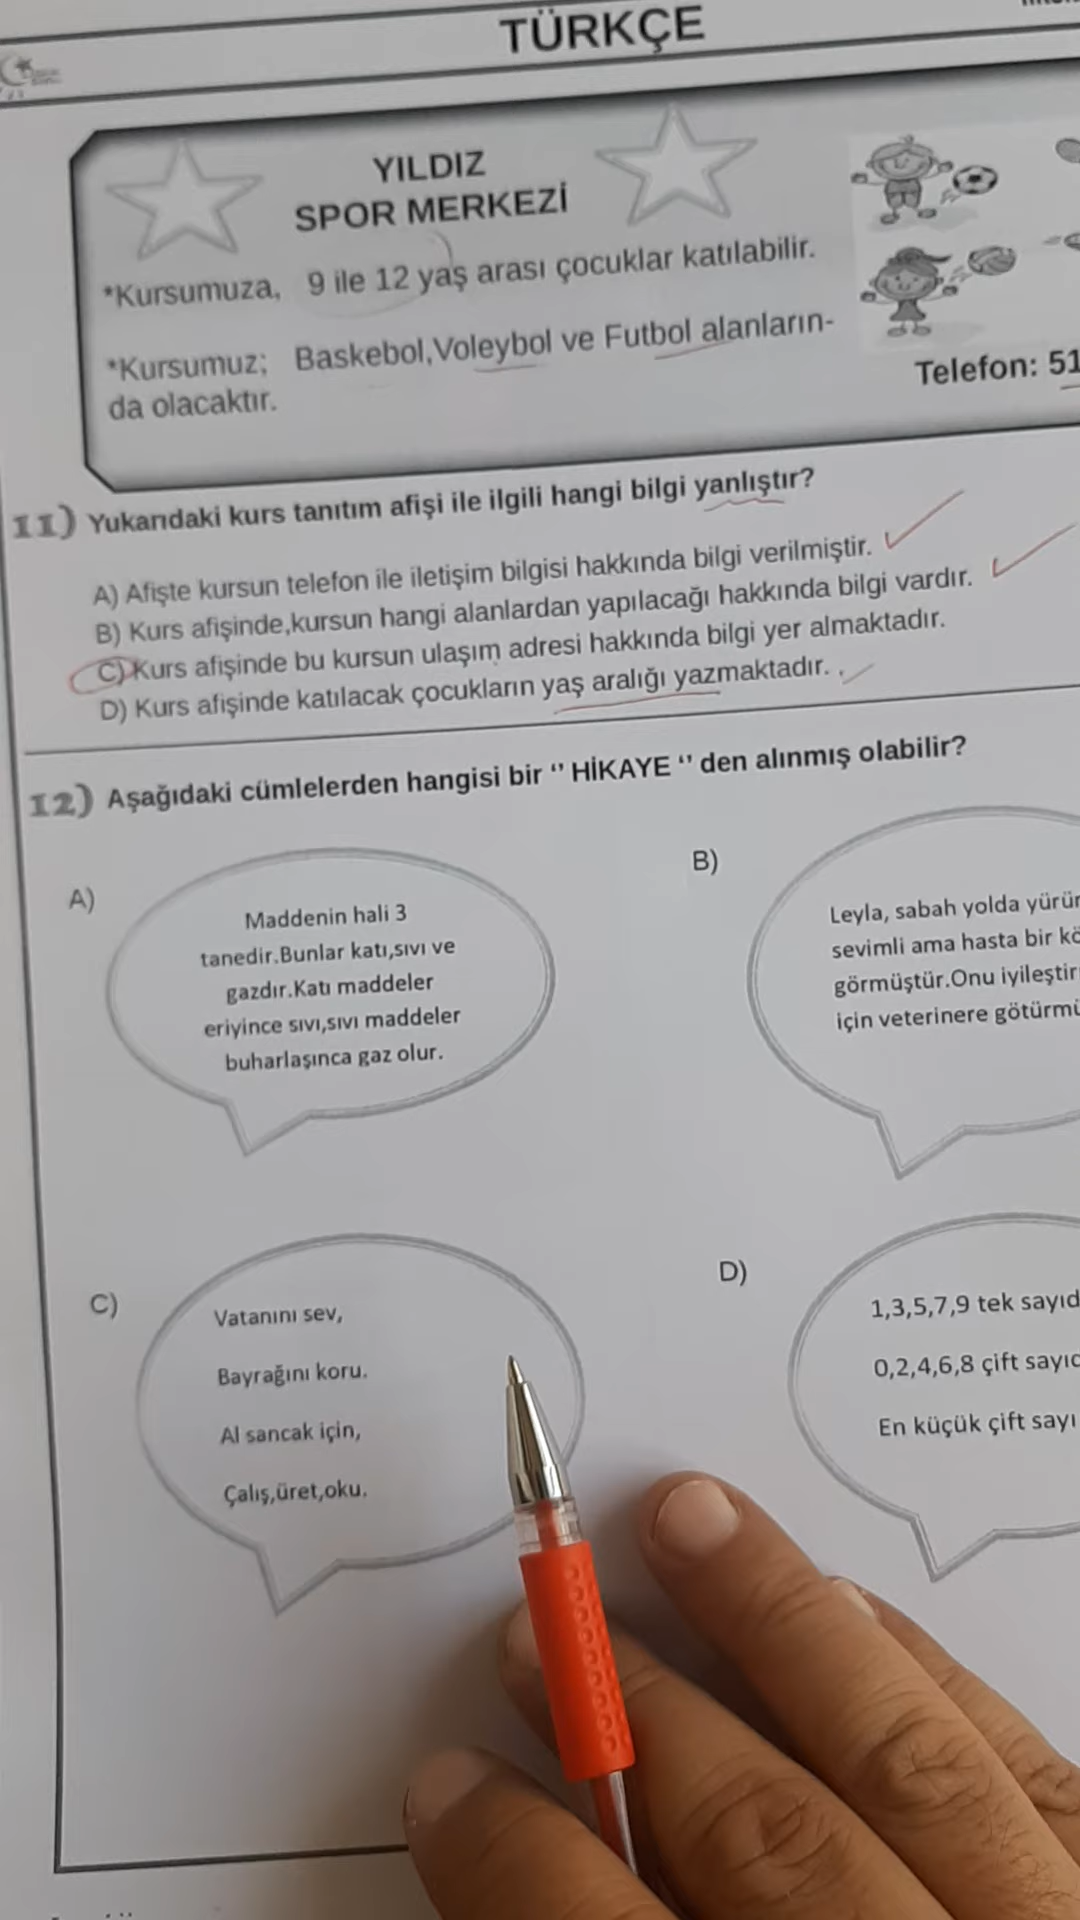 TÜRKÇE
YILDIZ
SPOR MERKEZİ
*Kursumuza, 9 ile 12 yaş arası çocuklar katılabilir.
*Kursumuz; Baskebol,Voleybol ve Futbol alanların-
da olacaktır.
Telefon: 51
11) Yukarıdaki kurs tanıtım afişi ile ilgili hangi bilgi yanlıştır?
A) Afişte kursun telefon ile iletişim bilgisi hakkında bilgi verilmiştir.
B) Kurs afişinde,kursun hangi alanlardan yapılacağı hakkında bilgi vardır.
C) Kurs afişinde bu kursun ulaşım adresi hakkında bilgi yer almaktadır.
D) Kurs afişinde katılacak çocukların yaş aralığı yazmaktadır.
12) Aşağıdaki cümlelerden hangisi bir ‘’ HİKAYE ‘’ den alınmış olabilir?
A)
Maddenin hali 3
tanedir.Bunlar katı,sıvı ve
gazdır.Katı maddeler
eriyince sıvı,sıvı maddeler
buharlaşınca gaz olur.
B)
Leyla, sabah yolda
sevimli ama hasta bir
görmüştür.Onu
için veterinere
C)
Vatanını sev,
Bayrağını koru.
Al sancak için,
Çalış,üret,oku.
D)
1,3,5,7,9 tek
0,2,4,6,8 çift
En küçük çift sayı